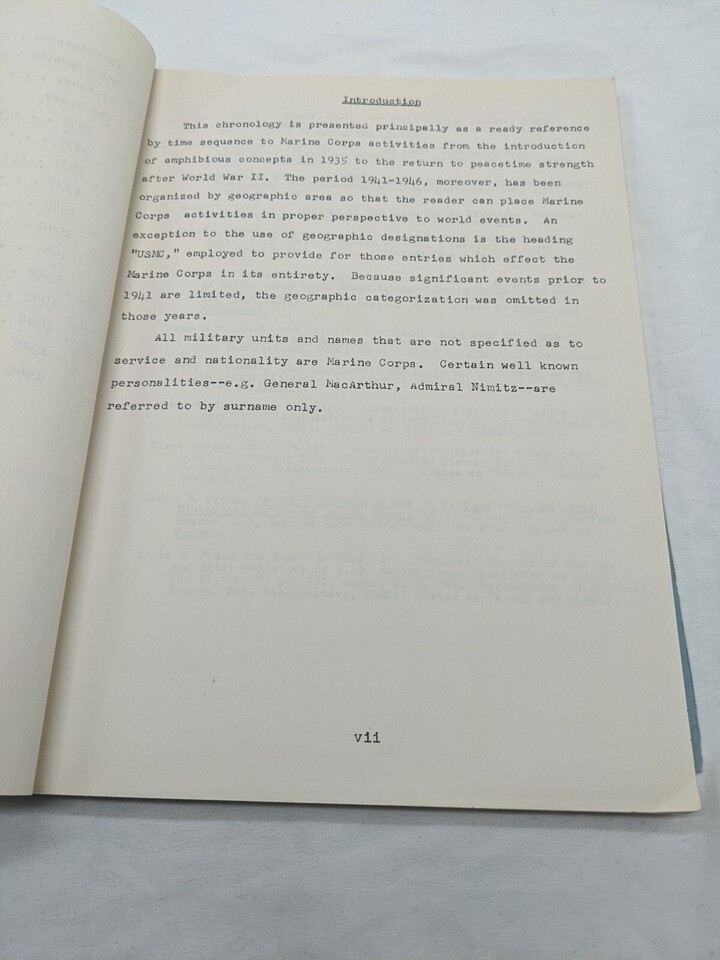 Introduction
This chronology is presented principally as a ready reference
by time sequence to Marine Corps activities from the introduction
of amphibious concepts in 1935 to the return to peacetime strength
after World War II. The period 1941-1946, moreover, has been
organized by geographic area so that the reader can place Marine
Corps activities in proper perspective to world events. An
exception to the use of geographic designations is the heading
"USMC," employed to provide for those entries which effect the
Marine Corps in its entirety. Because significant events prior to
1941 are limited, the geographic categorization was omitted in
those years.
All military units and names that are not specified as to
service and nationality are Marine Corps. Certain well known
personalities--e.g. General MacArthur, Admiral Nimitz--are
referred to by surname only.
vii